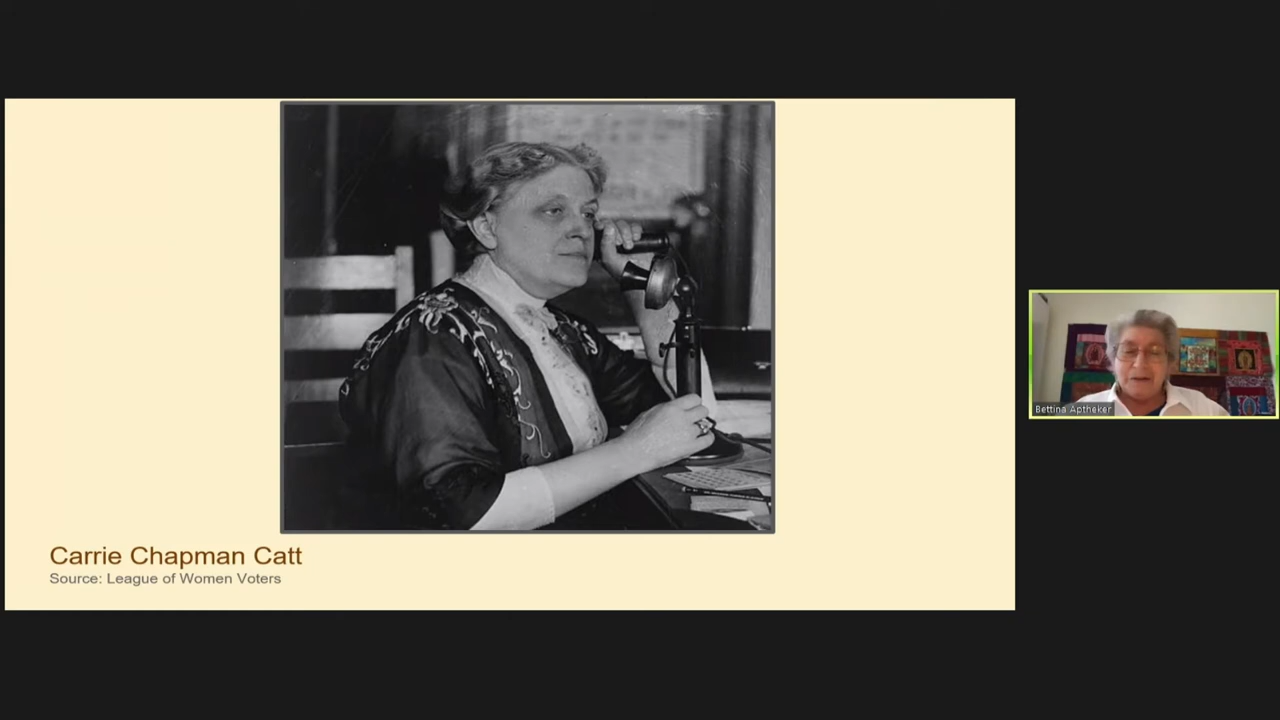 Carrie Chapman Catt
Source: League of Women Voters
Bettina Aptheker